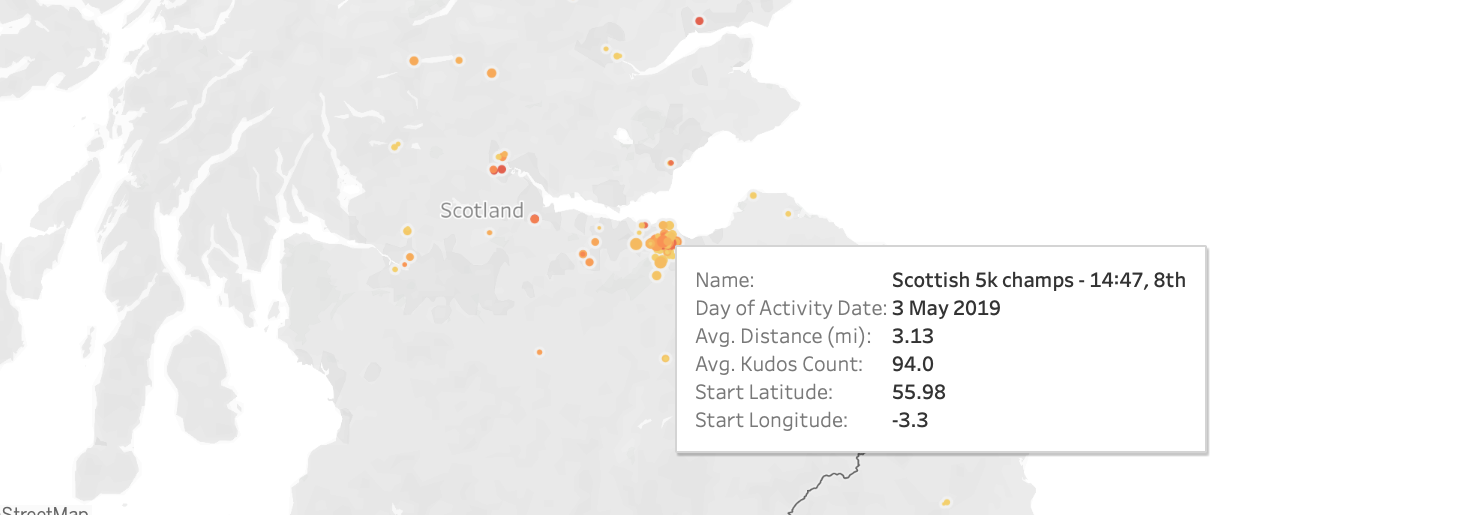 Scotland
Name: Scottish 5k champs - 14:47, 8th
Day of Activity Date: 3 May 2019
Avg. Distance (mi): 3.13
Avg. Kudos Count: 94.0
Start Latitude: 55.98
Start Longitude: -3.3
StreetMap